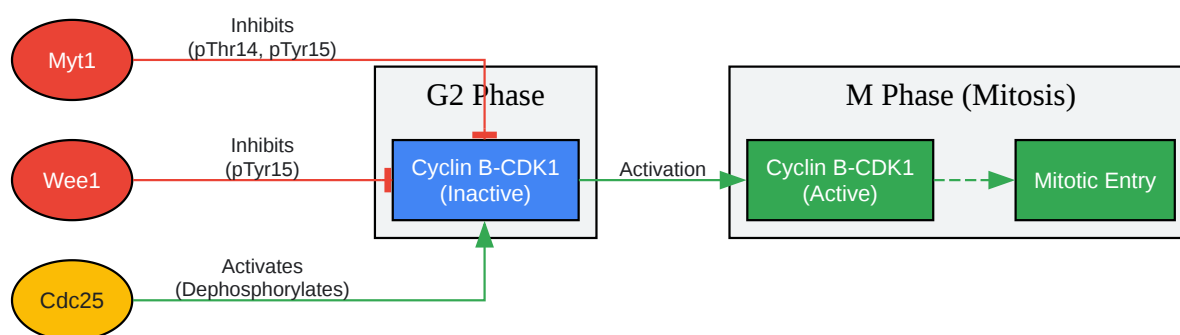 Myt1
Inhibits
(pThr14, pTyr15)
G2 Phase
M Phase (Mitosis)
Wee1
Inhibits
(pTyr15)
Cyclin B-CDK1
(Inactive)
Activation
Cyclin B-CDK1
(Active)
Mitotic Entry
Cdc25
Activates
(Dephosphorylates)